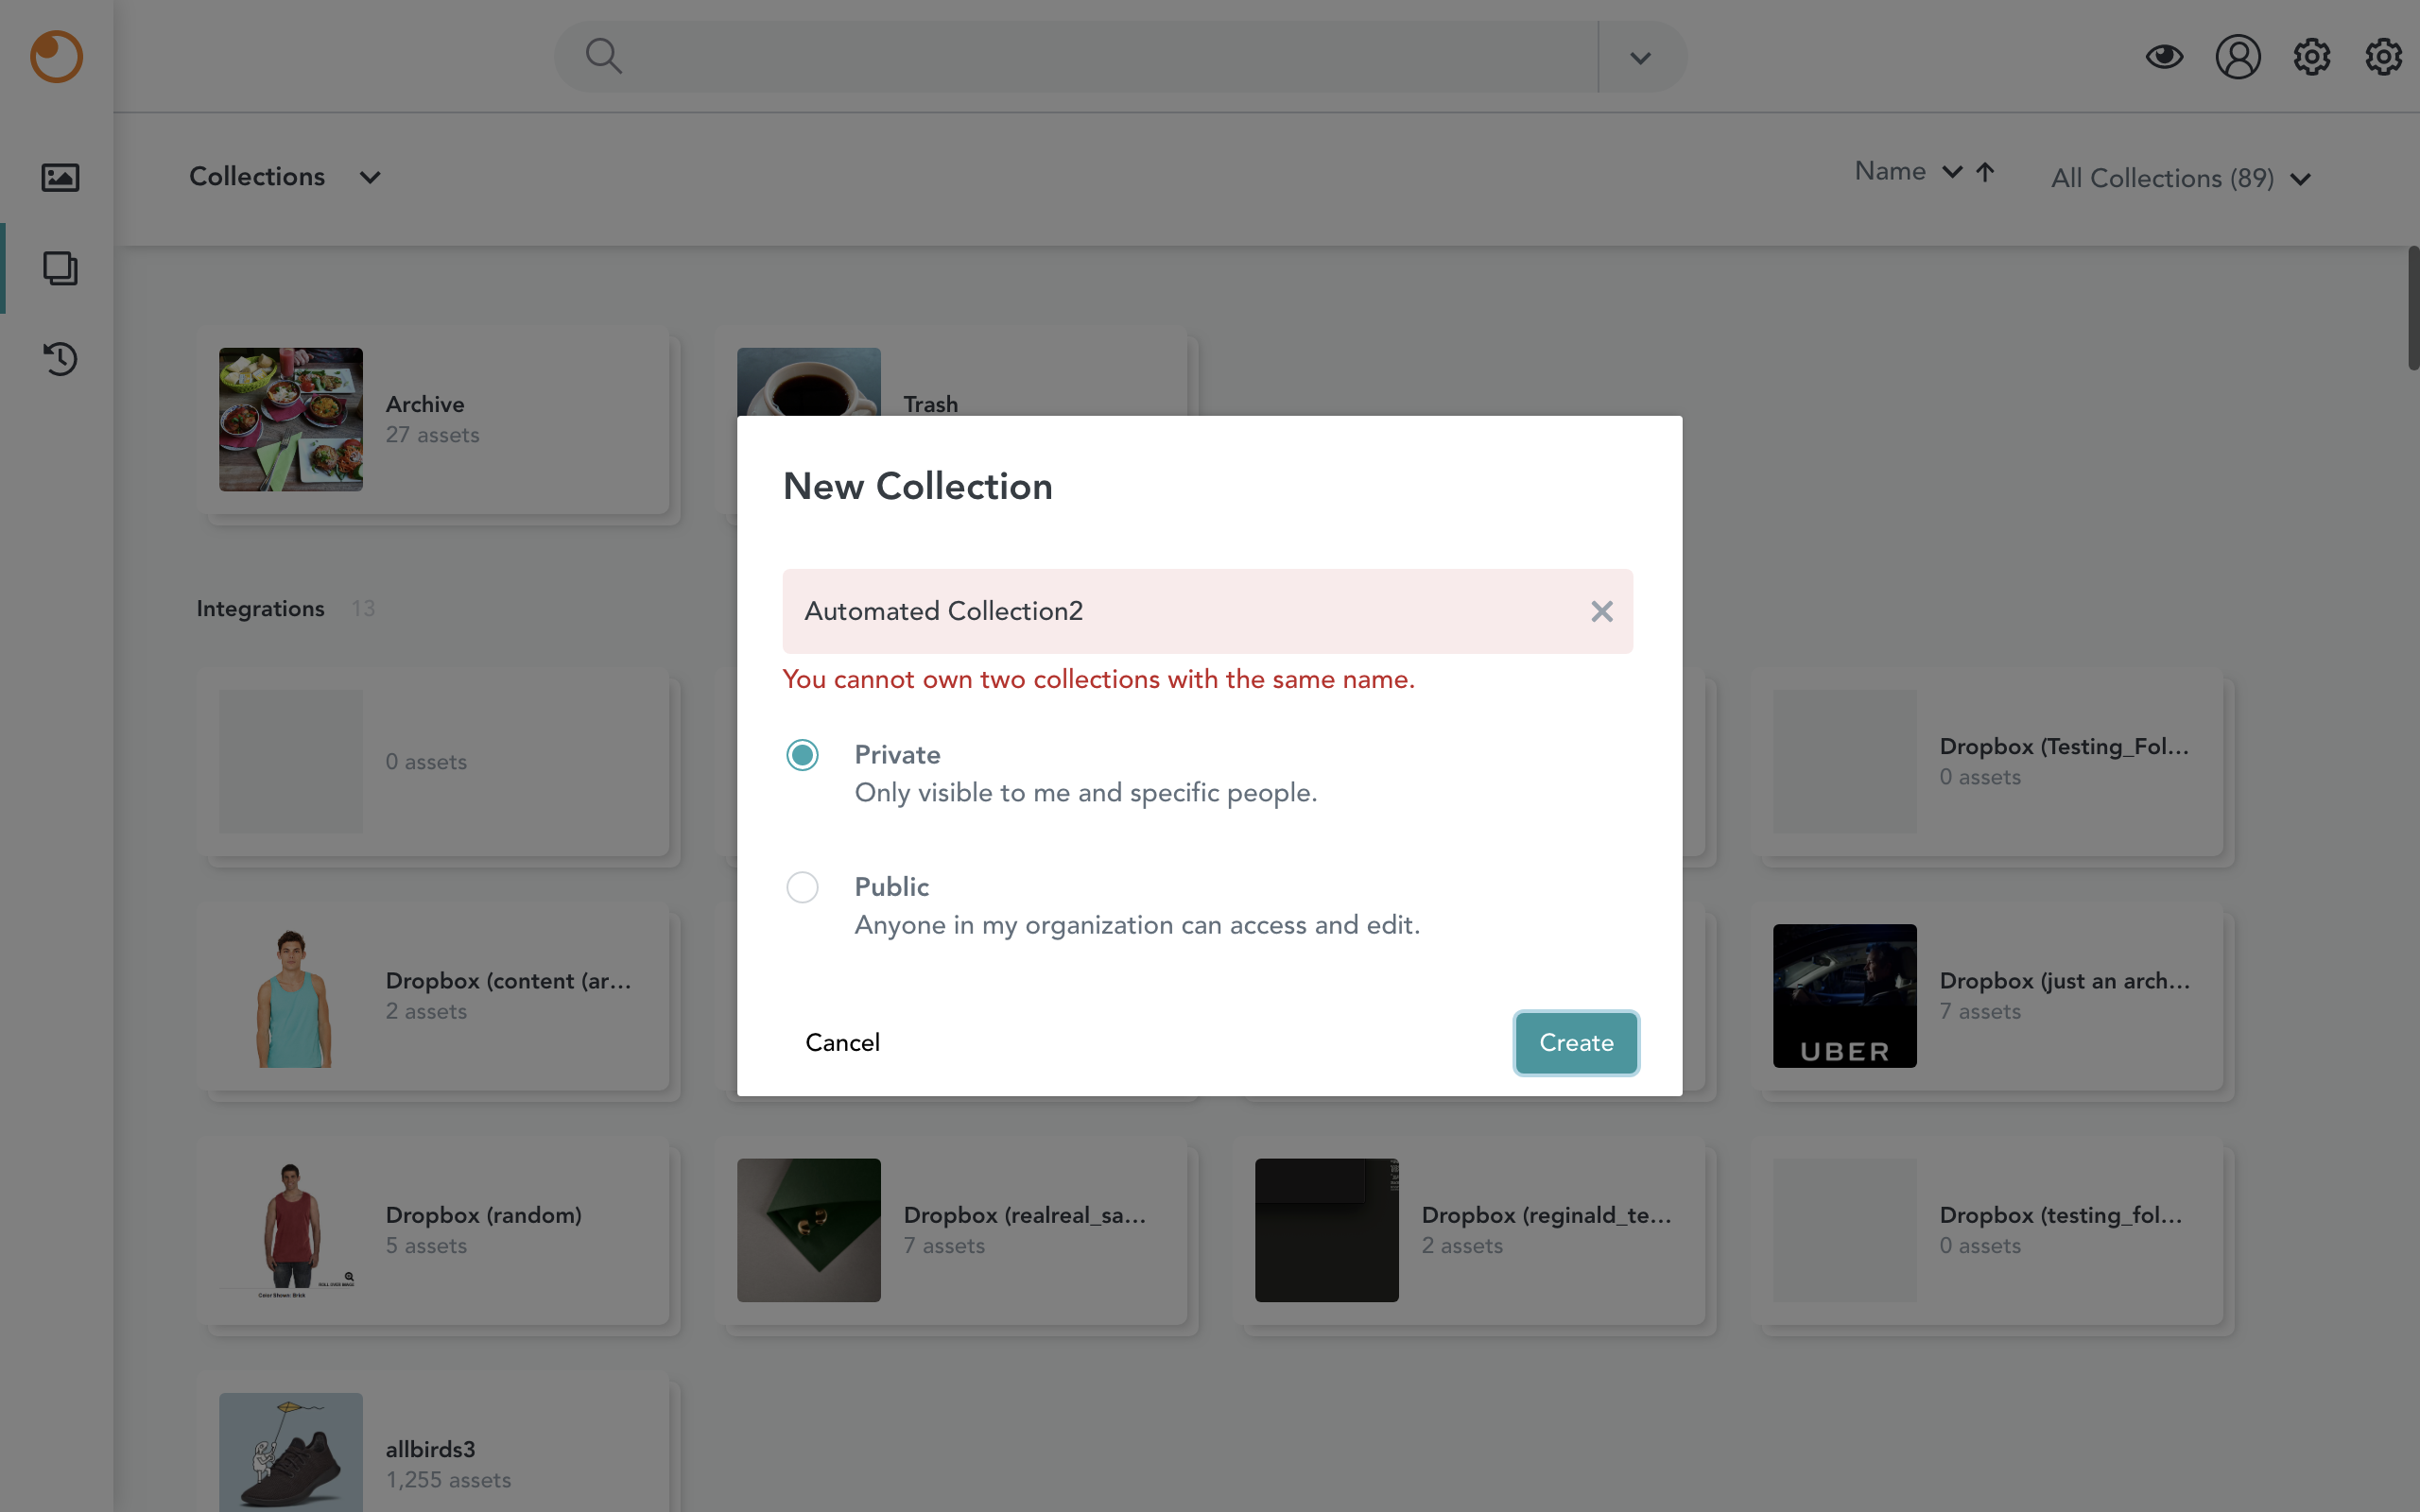 Collections
Name
All Collections (89)
Archive
27 assets
Trash
New Collection
Automated Collection2
You cannot own two collections with the same name.
Private
Only visible to me and specific people.
Public
Anyone in my organization can access and edit.
Cancel
Create
Integrations 13
0 assets
Dropbox (Testing_Fol...
0 assets
Dropbox (content (ar...
2 assets
UBER
Dropbox (just an arch...
7 assets
Color Shown: Brick
Dropbox (random)
5 assets
Dropbox (realreal_sa...
7 assets
Dropbox (reginald_te...
2 assets
Dropbox (testing_fol...
0 assets
allbirds3
1,255 assets